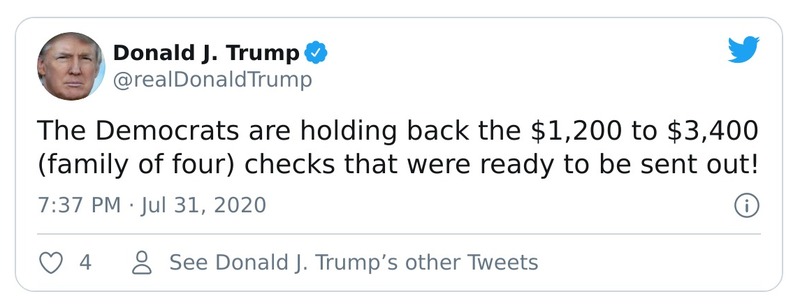 Donald J. Trump
@realDonaldTrump
The Democrats are holding back the $1,200 to $3,400
(family of four) checks that were ready to be sent out!
7:37 PM · Jul 31, 2020
4 See Donald J. Trump’s other Tweets